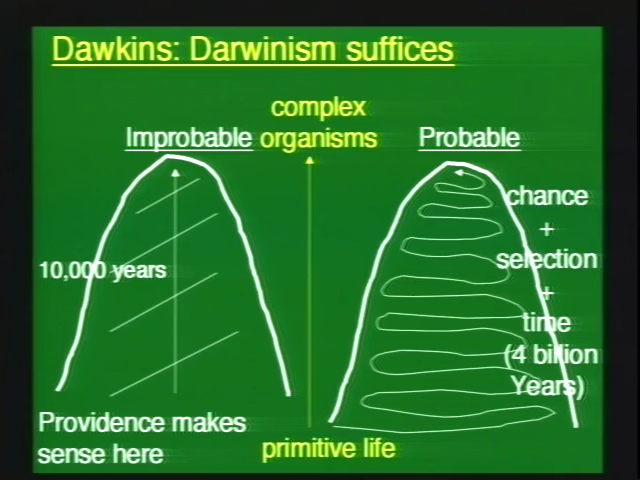 Dawkins: Darwinism suffices
complex
organisms
Improbable
Probable
10,000 years
chance
+
selection
+
time
(4 billion
Years)
Providence makes
sense here
primitive life